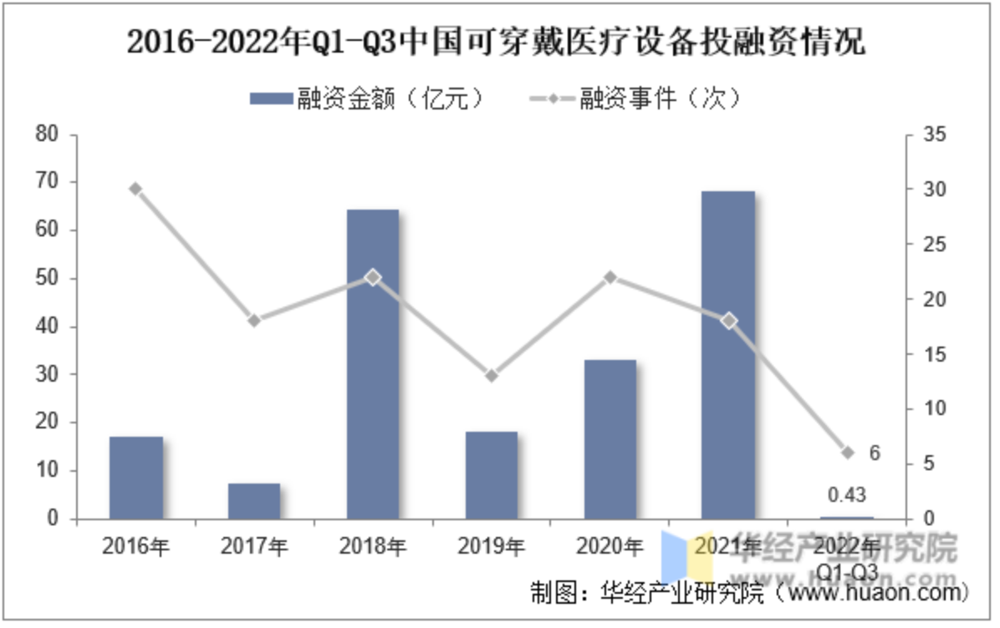 2016-2022年Q1-Q3中国可穿戴医疗设备投融资情况
融资金额（亿元） 融资事件（次）
80 35
70 30
60 25
50 20
40 15
30 10
20 5
10 0
0
6
0.43
2016年 2017年 2018年 2019年 2020年 2021年 2022年
Q1-Q3
华经产业研究院
www.huaon.com
制图：华经产业研究院（www.huaon.com）